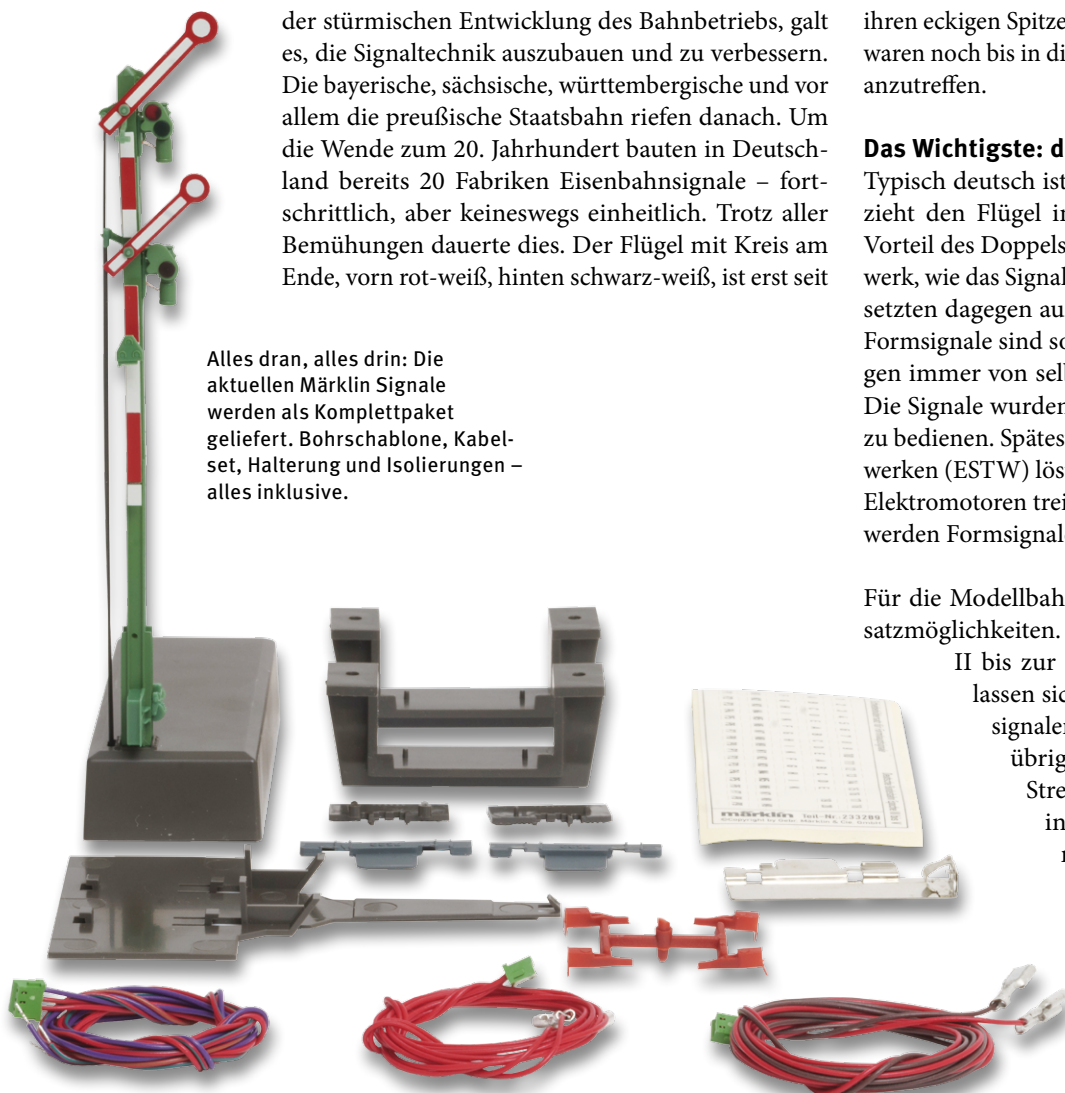 der stürmischen Entwicklung des Bahnbetriebs, galt
es, die Signaltechnik auszubauen und zu verbessern.
Die bayerische, sächsische, württembergische und vor
allem die preußische Staatsbahn riefen danach. Um
die Wende zum 20. Jahrhundert bauten in Deutsch-
land bereits 20 Fabriken Eisenbahnsignale – fort-
schrittlich, aber keineswegs einheitlich. Trotz aller
Bemühungen dauerte dies. Der Flügel mit Kreis am
Ende, vorn rot-weiß, hinten schwarz-weiß, ist erst seit
Alles dran, alles drin: Die
aktuellen Märklin Signale
werden als Komplettpaket
geliefert. Bohrschablone, Kabel-
set, Halterung und Isolierungen –
alles inklusive.
ihren eckigen Spitze
waren noch bis in di
anzutreffen.
Das Wichtigste: d
Typisch deutsch ist
zieht den Flügel in
Vorteil des Doppels
werk, wie das Signal
setzten dagegen au
Formsignale sind so
gen immer von selb
Die Signale wurden
zu bedienen. Spätes
werken (ESTW) lös
Elektromotoren trei
werden Formsignale
Für die Modellbah
satzmöglichkeiten.
II bis zur
lassen sic
signaler
übrig
Stre
in
märklin Teil-Nr. 233289